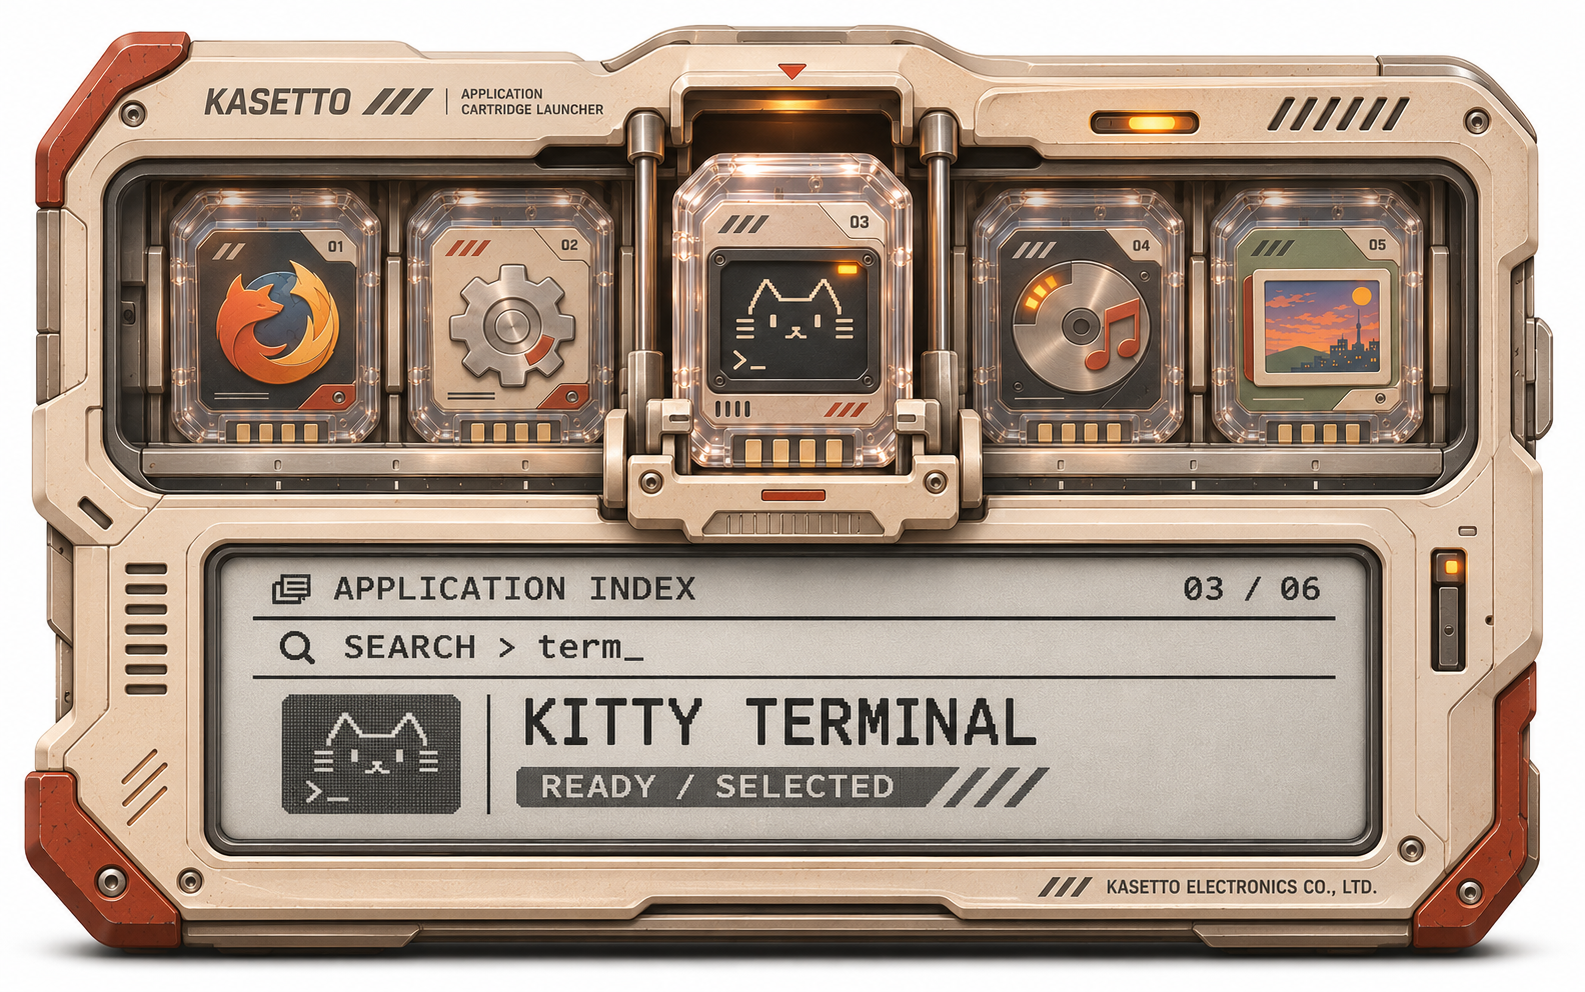 KASETTO
APPLICATION
CARTRIDGE LAUNCHER
01
02
03
04
05
>_
APPLICATION INDEX
03 / 06
SEARCH > term_
KITTY TERMINAL
>_
READY / SELECTED
KASETTO ELECTRONICS CO., LTD.